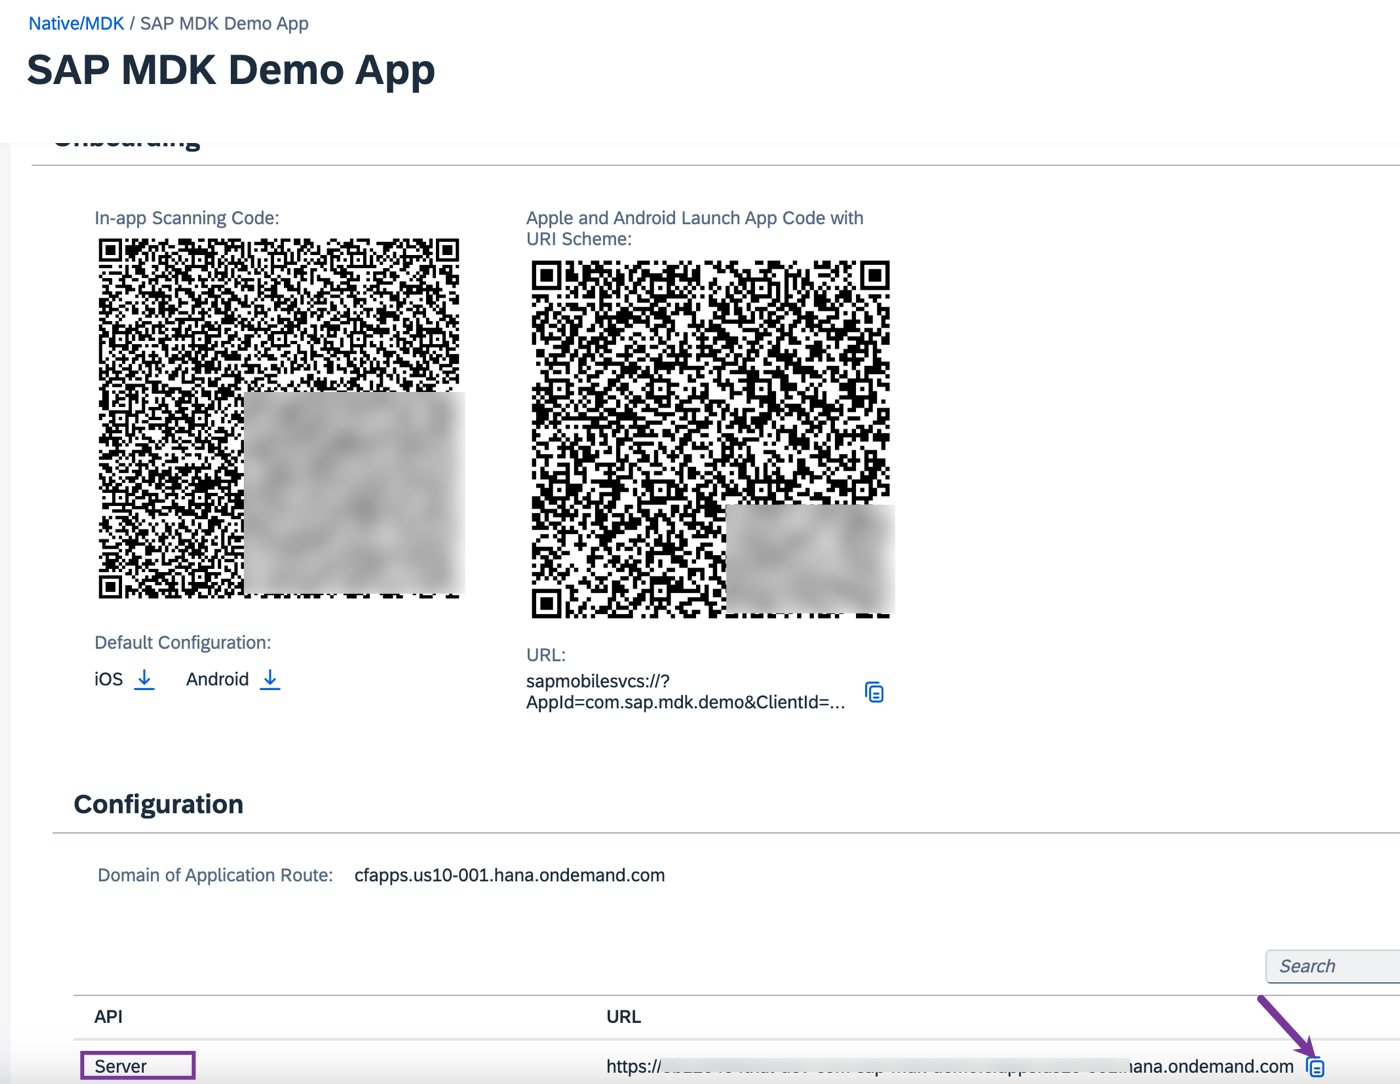 Native/MDK / SAP MDK Demo App
SAP MDK Demo App
Onboarding
In-app Scanning Code:
Apple and Android Launch App Code with
URI Scheme:
Default Configuration:
iOS
Android
URL:
sapmobilesvcs://?
AppId=com.sap.mdk.demo&ClientId=...
Configuration
Domain of Application Route: cfapps.us10-001.hana.ondemand.com
Search
API URL
Server https:// hana.ondemand.com